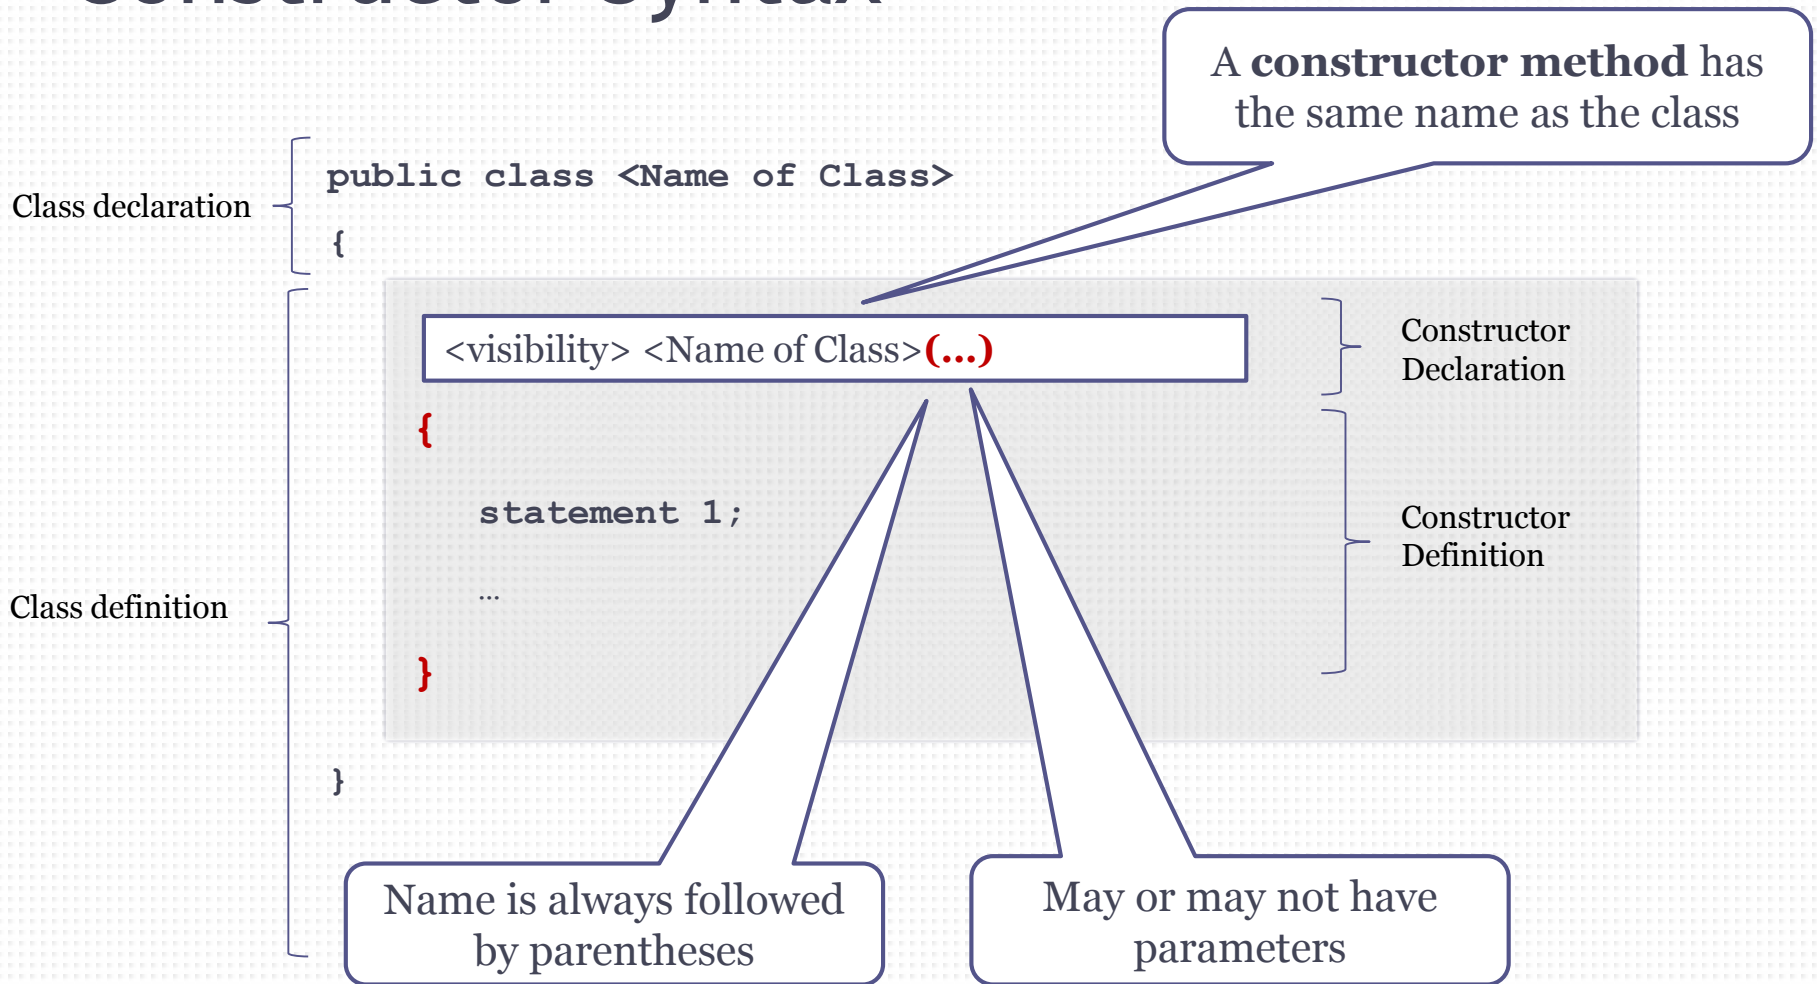 Constructor Syntax
A constructor method has
the same name as the class
public class <Name of Class>
Class declaration
{
<visibility> <Name of Class>(...)
Constructor
Declaration
{
statement 1;
Constructor
Definition
...
Class definition
}
}
Name is always followed
by parentheses
May or may not have
parameters